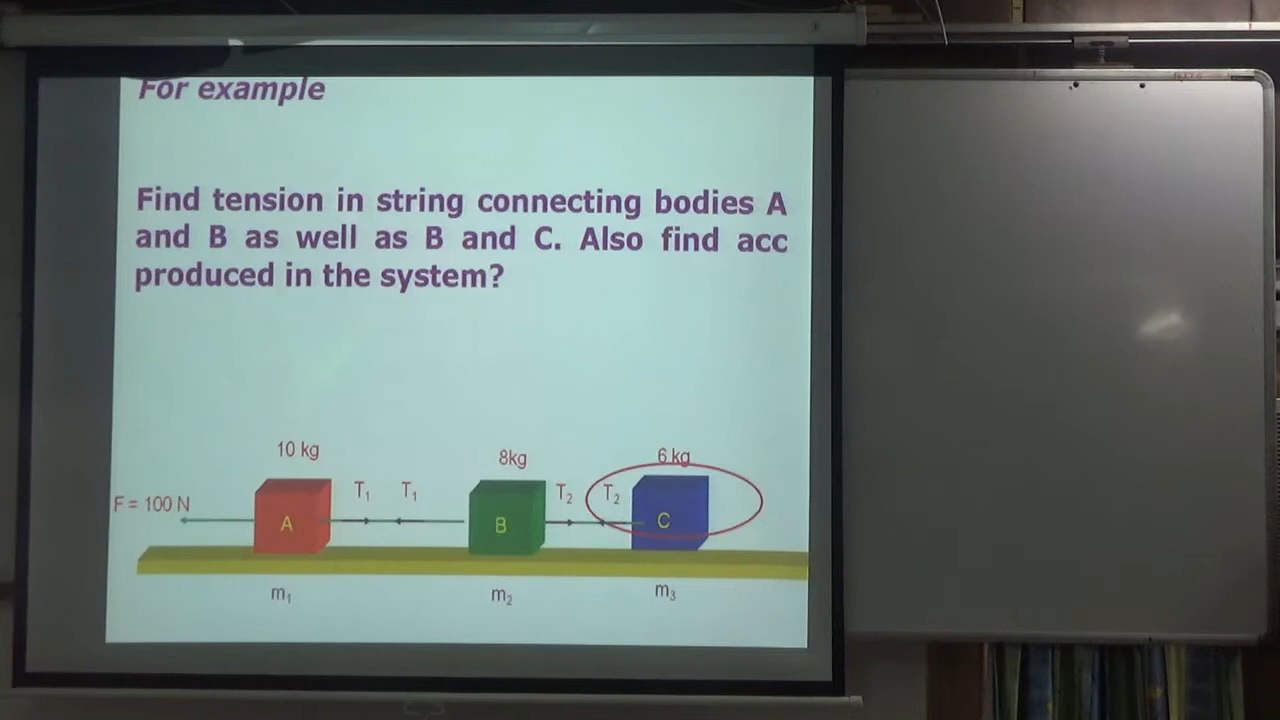 For example
Find tension in string connecting bodies A
and B as well as B and C. Also find acc
produced in the system?
10 kg
8kg
6 kg
F = 100 N
T₁
T₁
T₂
T₂
A
B
C
m₁
m₂
m₃